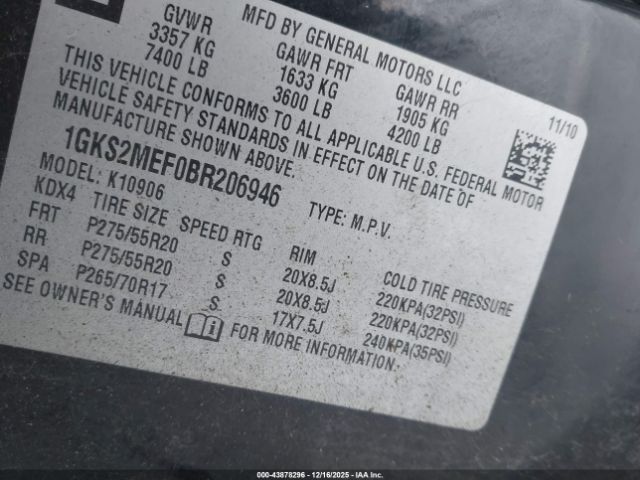 MFD BY GENERAL MOTORS LLC 11/10
GVWR GAWR FRT GAWR RR
3357 KG 1633 KG 1905 KG
7400 LB 3600 LB 4200 LB
THIS VEHICLE CONFORMS TO ALL APPLICABLE U.S. FEDERAL MOTOR
VEHICLE SAFETY STANDARDS IN EFFECT ON THE DATE OF
MANUFACTURE SHOWN ABOVE.
1GKS2MEF0BR206946 TYPE: M.P.V.
MODEL: K10906
KDX4 TIRE SIZE SPEED RTG RIM COLD TIRE PRESSURE
FRT P275/55R20 S 20X8.5J 220KPA(32PSI)
RR P275/55R20 S 20X8.5J 220KPA(32PSI)
SPA P265/70R17 S 17X7.5J 240KPA(35PSI)
SEE OWNER'S MANUAL FOR MORE INFORMATION.
000-43878296 - 12/16/2025 - IAA Inc.